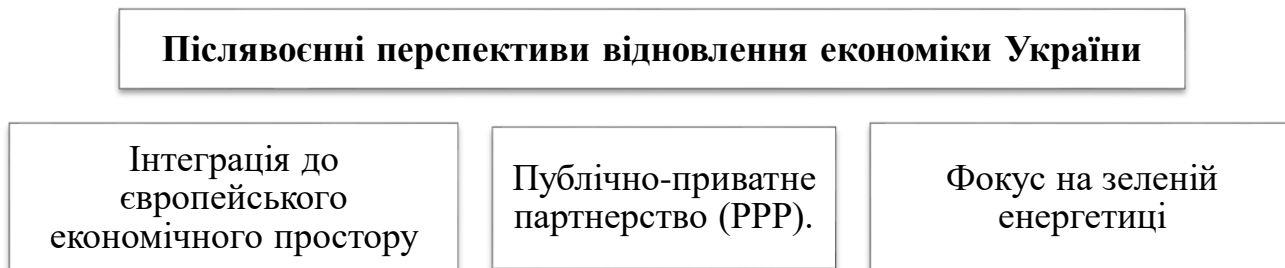 Післявоєнні перспективи відновлення економіки України
Інтеграція до
європейського
економічного простору
Публічно-приватне
партнерство (PPP).
Фокус на зеленій
енергетиці